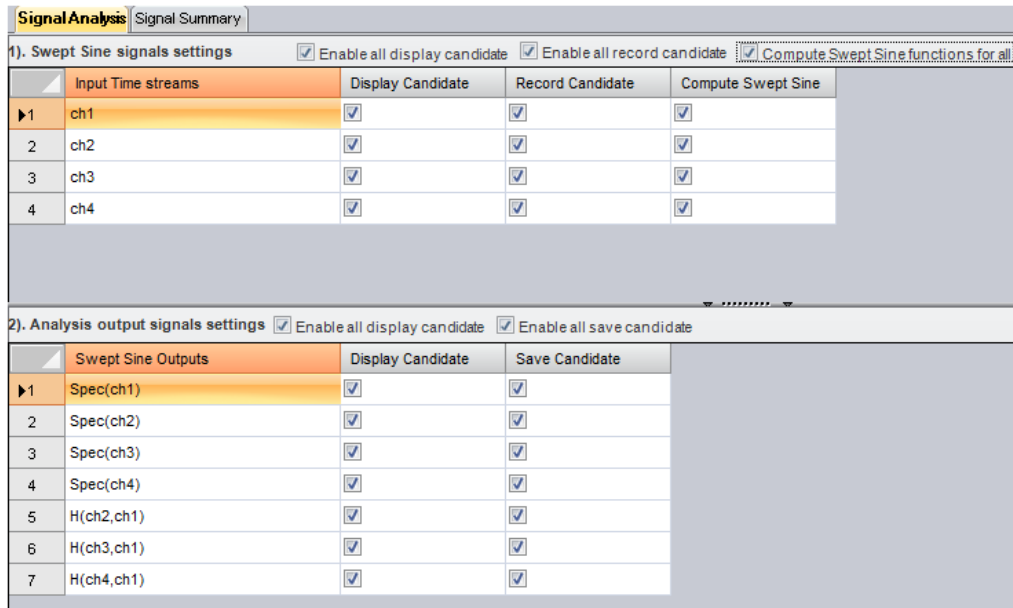 Signal Analysis Signal Summary
1). Swept Sine signals settings Enable all display candidate Enable all record candidate Compute Swept Sine functions for all
Input Time streams Display Candidate Record Candidate Compute Swept Sine
1 ch1
2 ch2
3 ch3
4 ch4
2). Analysis output signals settings Enable all display candidate Enable all save candidate
Swept Sine Outputs Display Candidate Save Candidate
1 Spec(ch1)
2 Spec(ch2)
3 Spec(ch3)
4 Spec(ch4)
5 H(ch2,ch1)
6 H(ch3,ch1)
7 H(ch4,ch1)